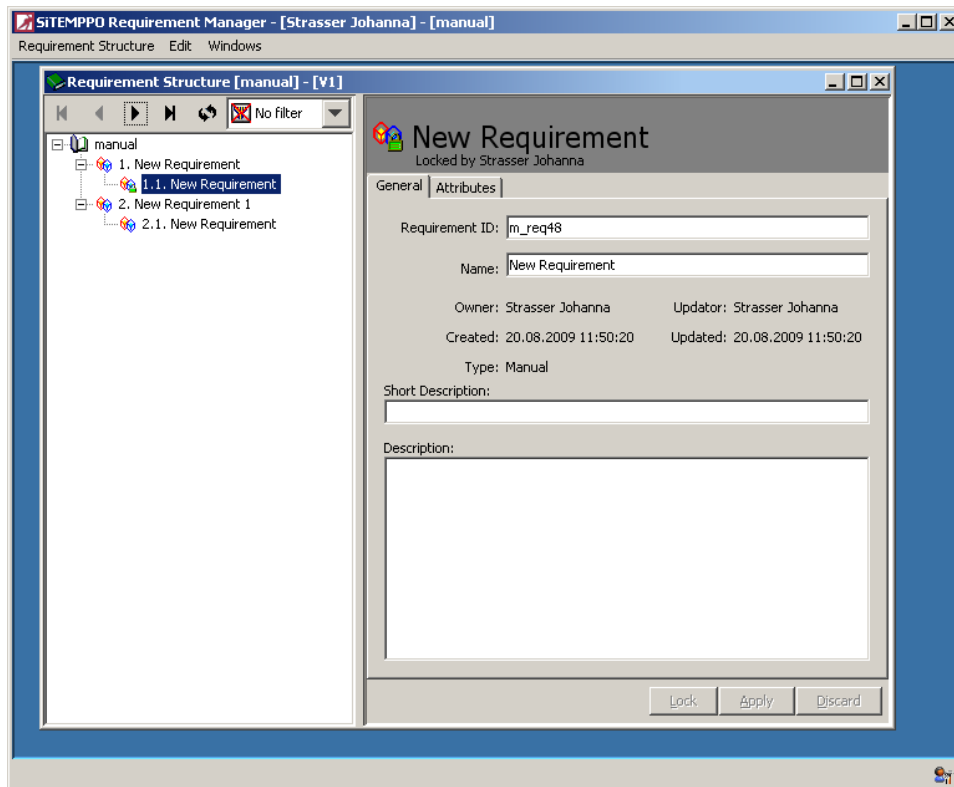 SiTEMPPO Requirement Manager - [Strasser Johanna] - [manual]
Requirement Structure Edit Windows
Requirement Structure [manual] - [V1]
No filter
manual
1. New Requirement
1.1. New Requirement
2. New Requirement 1
2.1. New Requirement
New Requirement
Locked by Strasser Johanna
General Attributes
Requirement ID: m_req48
Name: New Requirement
Owner: Strasser Johanna Updator: Strasser Johanna
Created: 20.08.2009 11:50:20 Updated: 20.08.2009 11:50:20
Type: Manual
Short Description:
Description:
Lock Apply Discard